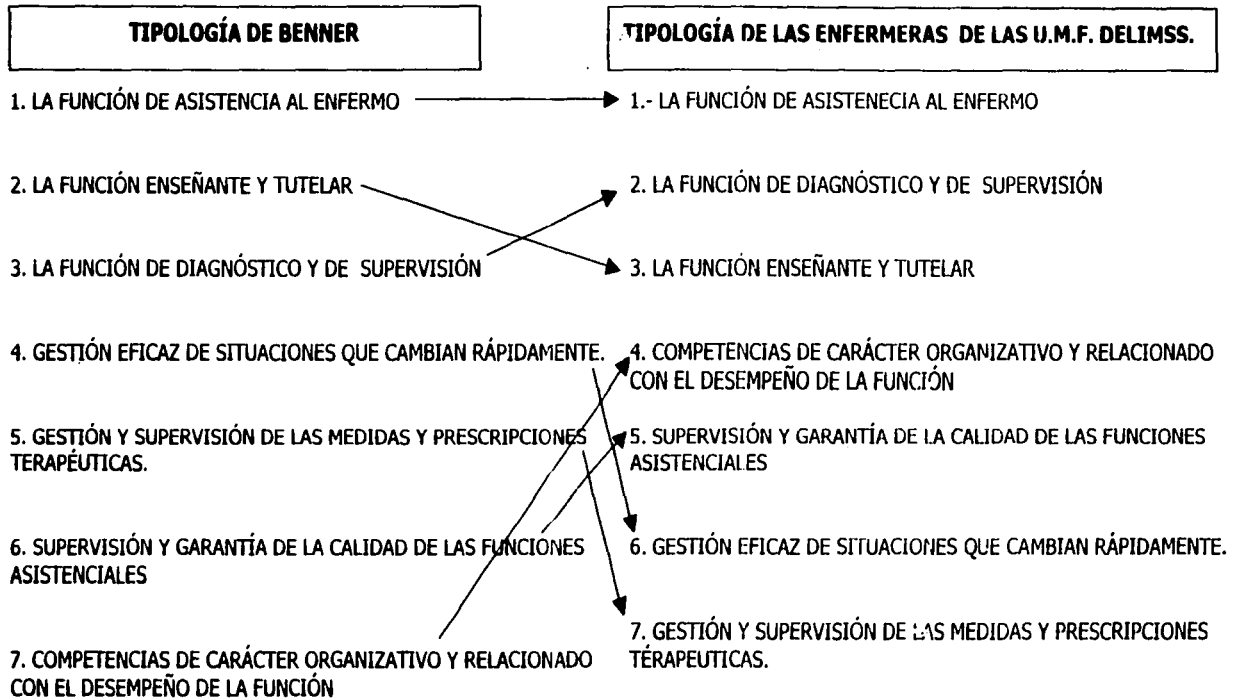 TIPOLOGÍA DE BENNER
1. LA FUNCIÓN DE ASISTENCIA AL ENFERMO
2. LA FUNCIÓN ENSEÑANTE Y TUTELAR
3. LA FUNCIÓN DE DIAGNÓSTICO Y DE SUPERVISIÓN
4. GESTIÓN EFICAZ DE SITUACIONES QUE CAMBIAN RÁPIDAMENTE.
5. GESTIÓN Y SUPERVISIÓN DE LAS MEDIDAS Y PRESCRIPCIONES
TERAPÉUTICAS.
6. SUPERVISIÓN Y GARANTÍA DE LA CALIDAD DE LAS FUNCIONES
ASISTENCIALES
7. COMPETENCIAS DE CARÁCTER ORGANIZATIVO Y RELACIONADO
CON EL DESEMPEÑO DE LA FUNCIÓN
TIPOLOGÍA DE LAS ENFERMERAS DE LAS U.M.F. DELIMSS.
1.- LA FUNCIÓN DE ASISTENECIA AL ENFERMO
2. LA FUNCIÓN DE DIAGNÓSTICO Y DE SUPERVISIÓN
3. LA FUNCIÓN ENSEÑANTE Y TUTELAR
4. COMPETENCIAS DE CARÁCTER ORGANIZATIVO Y RELACIONADO
CON EL DESEMPEÑO DE LA FUNCIÓN
5. SUPERVISIÓN Y GARANTÍA DE LA CALIDAD DE LAS FUNCIONES
ASISTENCIALES
6. GESTIÓN EFICAZ DE SITUACIONES QUE CAMBIAN RÁPIDAMENTE.
7. GESTIÓN Y SUPERVISIÓN DE LAS MEDIDAS Y PRESCRIPCIONES
TÉRAPEUTICAS.